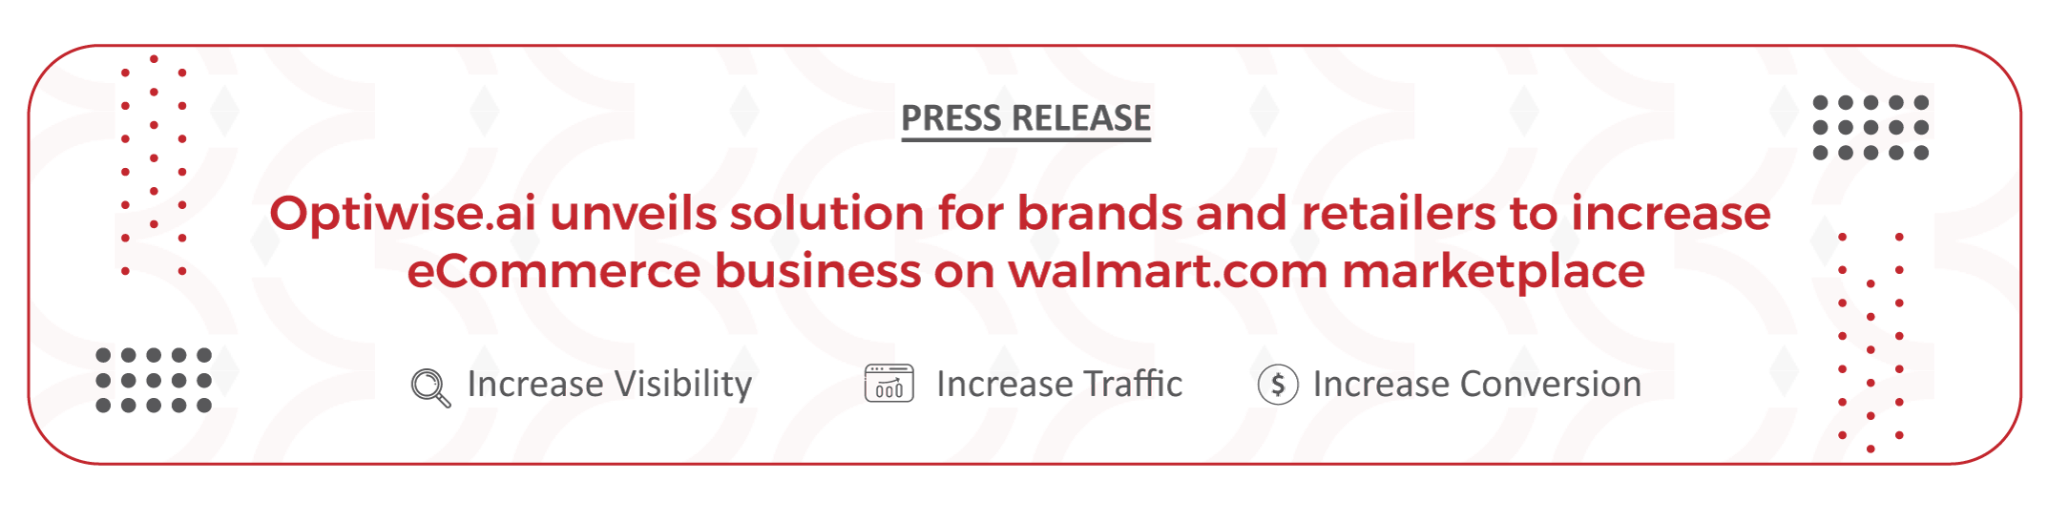 PRESS RELEASE
Optiwise.ai unveils solution for brands and retailers to increase
eCommerce business on walmart.com marketplace
Increase Visibility
Increase Traffic
$ Increase Conversion